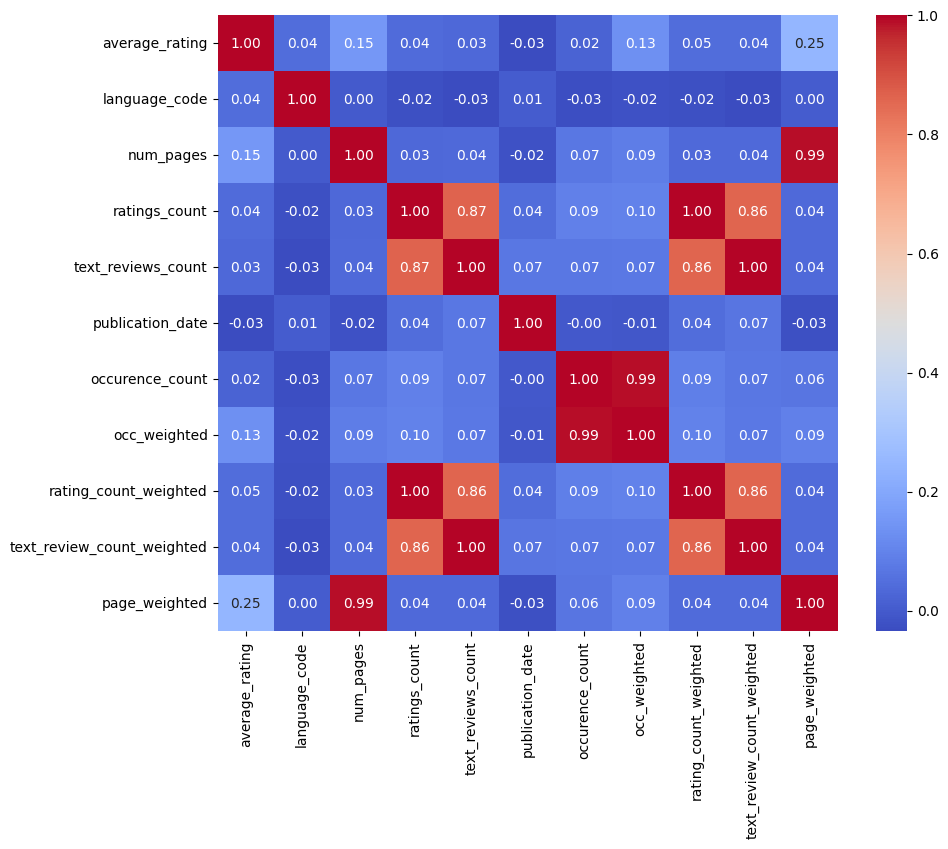 average_rating 1.00 0.04 0.15 0.04 0.03 -0.03 0.02 0.13 0.05 0.04 0.25
language_code 0.04 1.00 0.00 -0.02 -0.03 0.01 -0.03 -0.02 -0.02 -0.03 0.00
num_pages 0.15 0.00 1.00 0.03 0.04 -0.02 0.07 0.09 0.03 0.04 0.99
ratings_count 0.04 -0.02 0.03 1.00 0.87 0.04 0.09 0.10 1.00 0.86 0.04
text_reviews_count 0.03 -0.03 0.04 0.87 1.00 0.07 0.07 0.07 0.86 1.00 0.04
publication_date -0.03 0.01 -0.02 0.04 0.07 1.00 -0.00 -0.01 0.04 0.07 -0.03
occurence_count 0.02 -0.03 0.07 0.09 0.07 -0.00 1.00 0.99 0.09 0.07 0.06
occ_weighted 0.13 -0.02 0.09 0.10 0.07 -0.01 0.99 1.00 0.10 0.07 0.09
rating_count_weighted 0.05 -0.02 0.03 1.00 0.86 0.04 0.09 0.10 1.00 0.86 0.04
text_review_count_weighted 0.04 -0.03 0.04 0.86 1.00 0.07 0.07 0.07 0.86 1.00 0.04
page_weighted 0.25 0.00 0.99 0.04 0.04 -0.03 0.06 0.09 0.04 0.04 1.00
average_rating
language_code
num_pages
ratings_count
text_reviews_count
publication_date
occurence_count
occ_weighted
rating_count_weighted
text_review_count_weighted
page_weighted
1.0
0.8
0.6
0.4
0.2
0.0